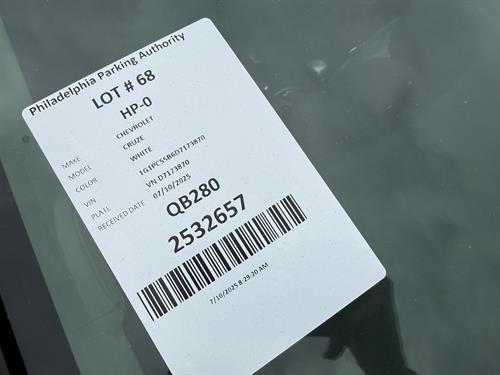 Philadelphia Parking Authority
LOT # 68
HP-0
MAKE CHEVROLET
MODEL CRUZE
COLOR WHITE
VIN 1G1PC5SB6D7173870
PLATE VN D7173870
RECEIVED DATE 07/10/2025
QB280
2532657
7/10/2025 8:29:20 AM